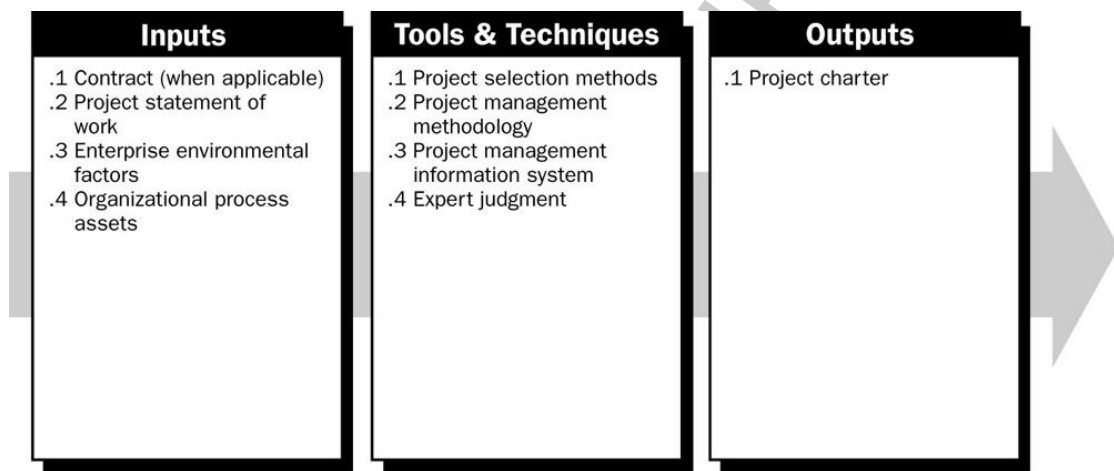 Inputs
.1 Contract (when applicable)
.2 Project statement of
work
.3 Enterprise environmental
factors
.4 Organizational process
assets
Tools & Techniques
.1 Project selection methods
.2 Project management
methodology
.3 Project management
information system
.4 Expert judgment
Outputs
.1 Project charter